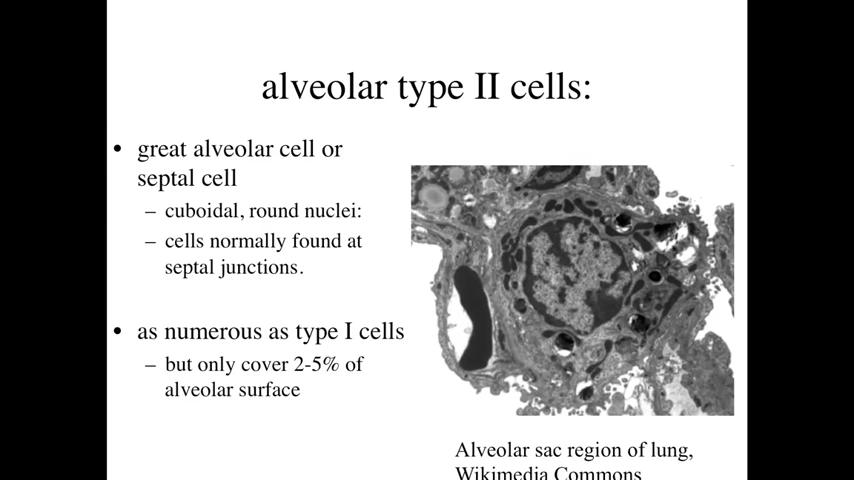 alveolar type II cells:
• great alveolar cell or
septal cell
– cuboidal, round nuclei:
– cells normally found at
septal junctions.
• as numerous as type I cells
– but only cover 2-5% of
alveolar surface
Alveolar sac region of lung,
Wikimedia Commons